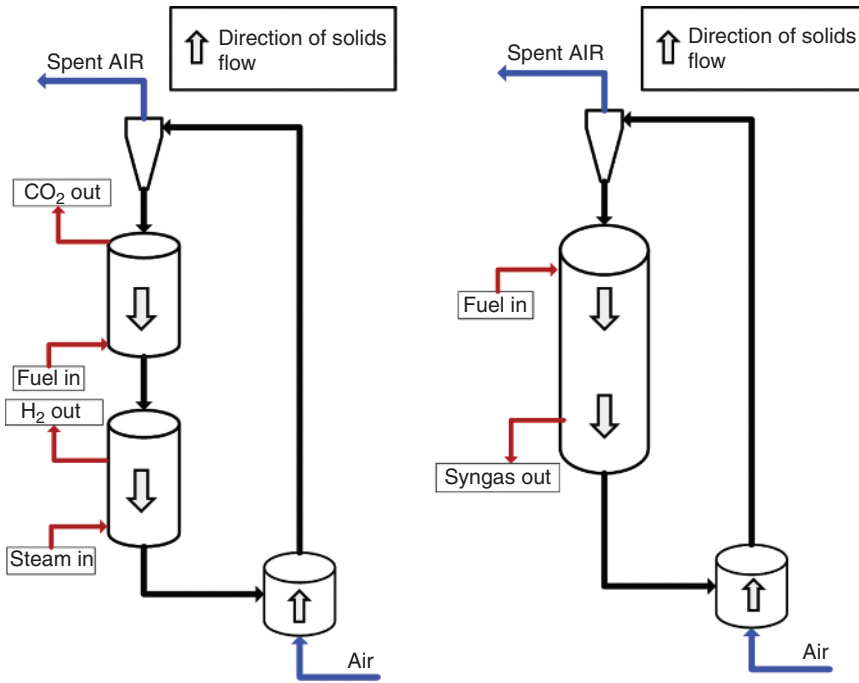 Spent AIR
Direction of solids
flow
CO₂ out
Fuel in
H₂ out
Steam in
Air
Spent AIR
Direction of solids
flow
Fuel in
Syngas out
Air